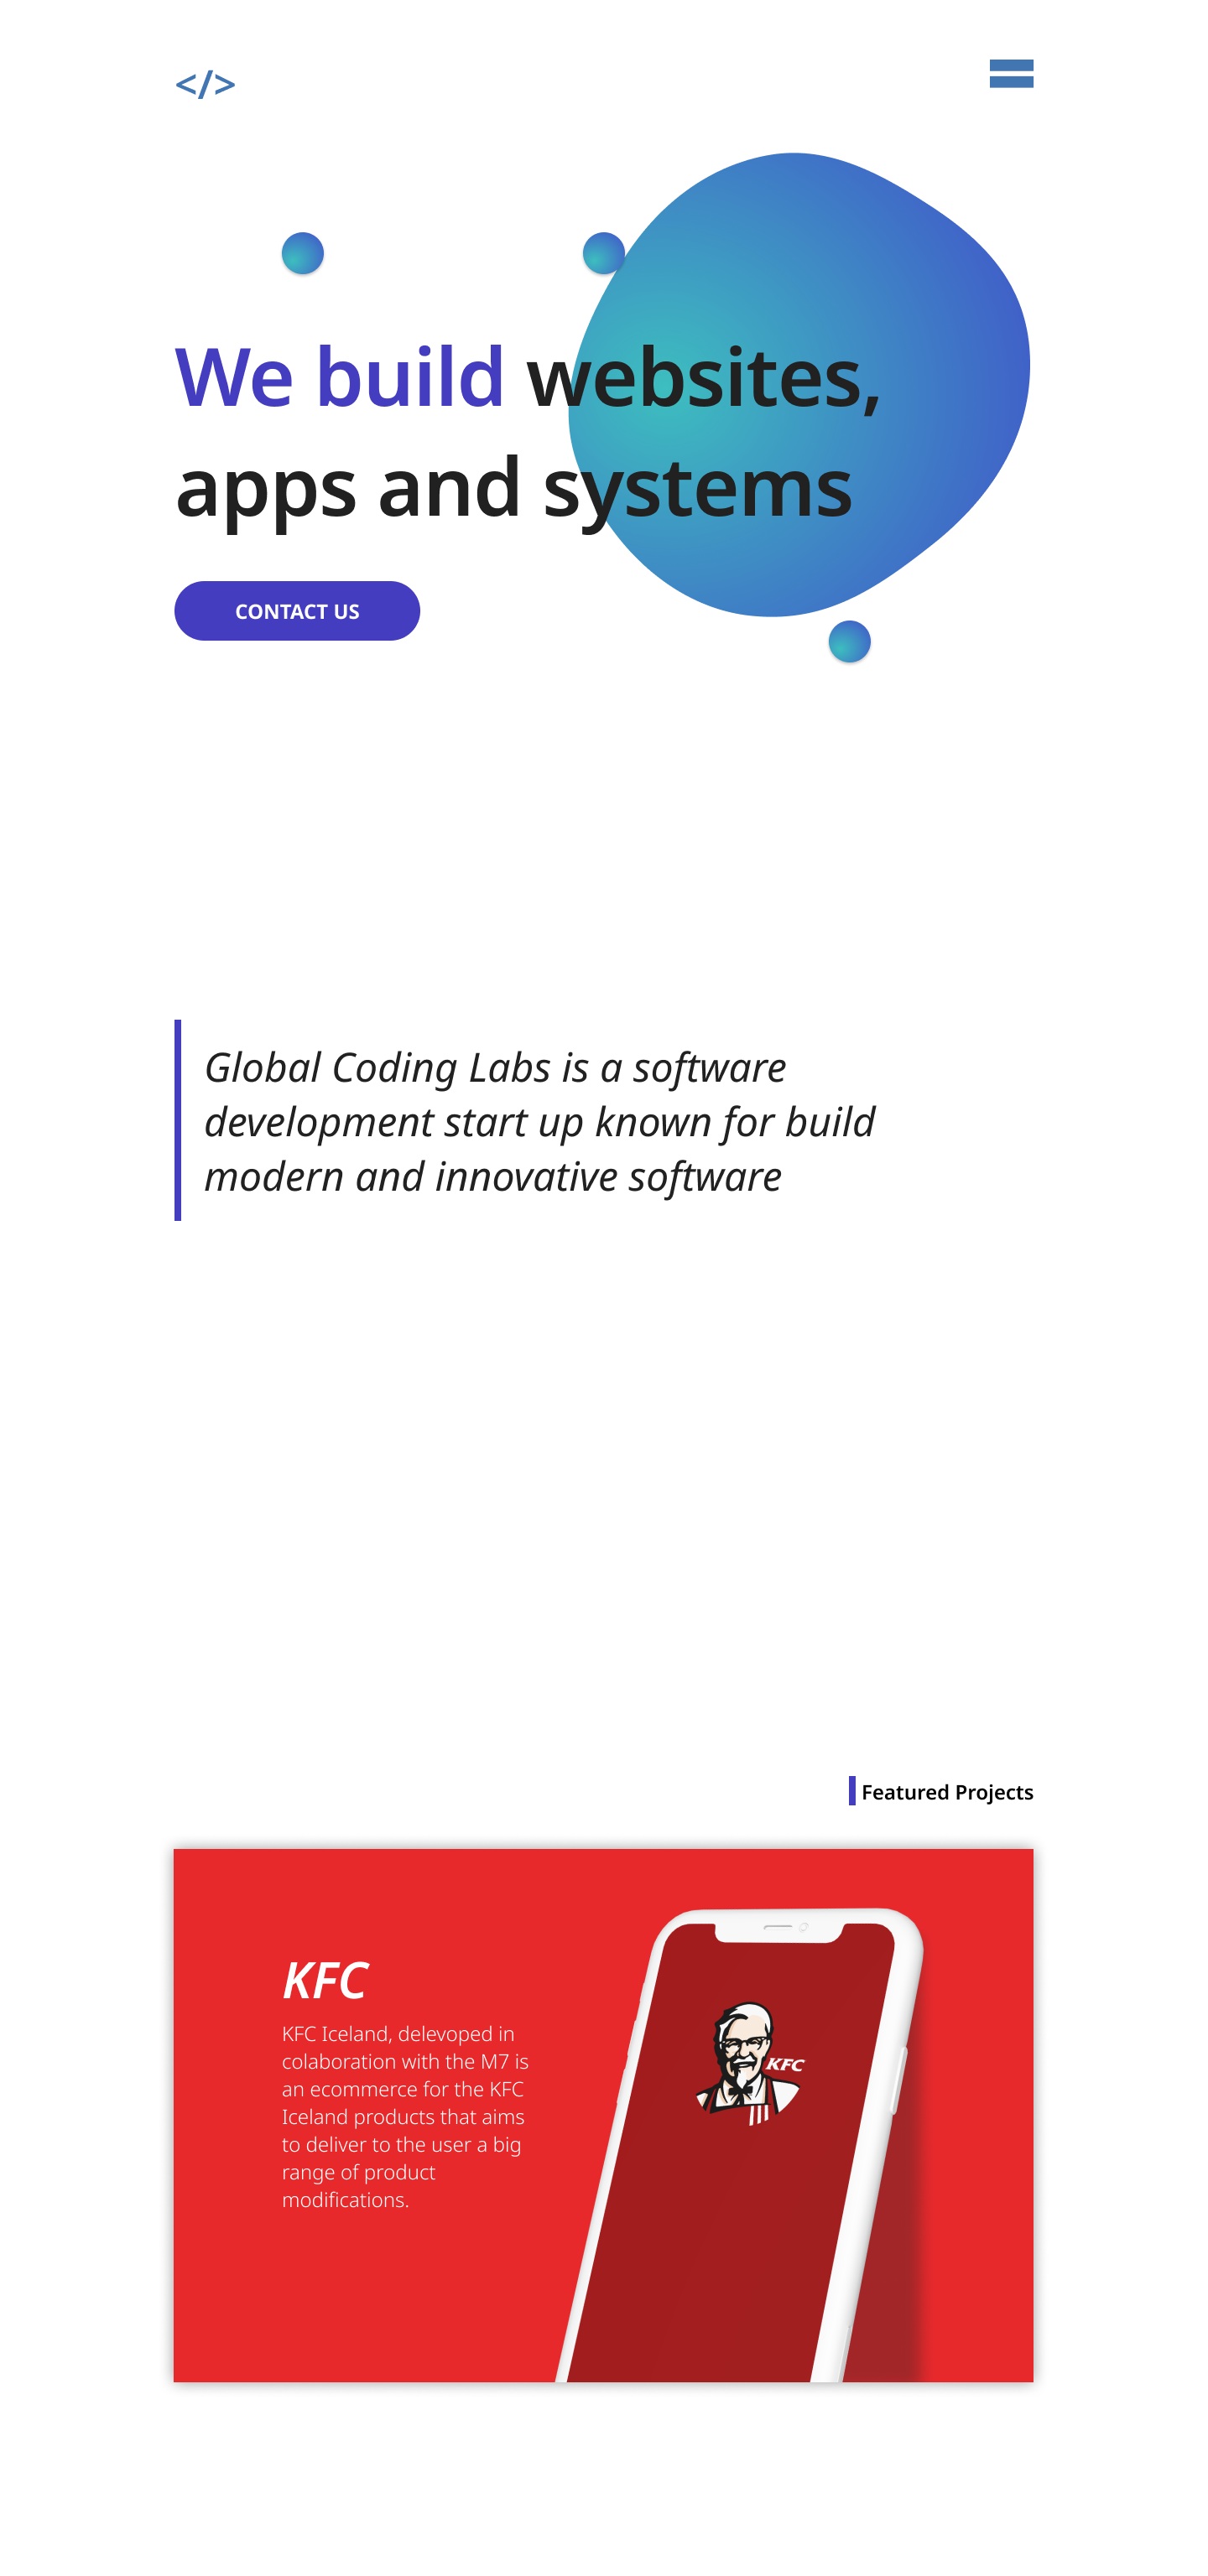 </>
We build websites,
apps and systems
CONTACT US
Global Coding Labs is a software
development start up known for build
modern and innovative software
Featured Projects
KFC
KFC Iceland, delevoped in
colaboration with the M7 is
an ecommerce for the KFC
Iceland products that aims
to deliver to the user a big
range of product
modifications.
KFC